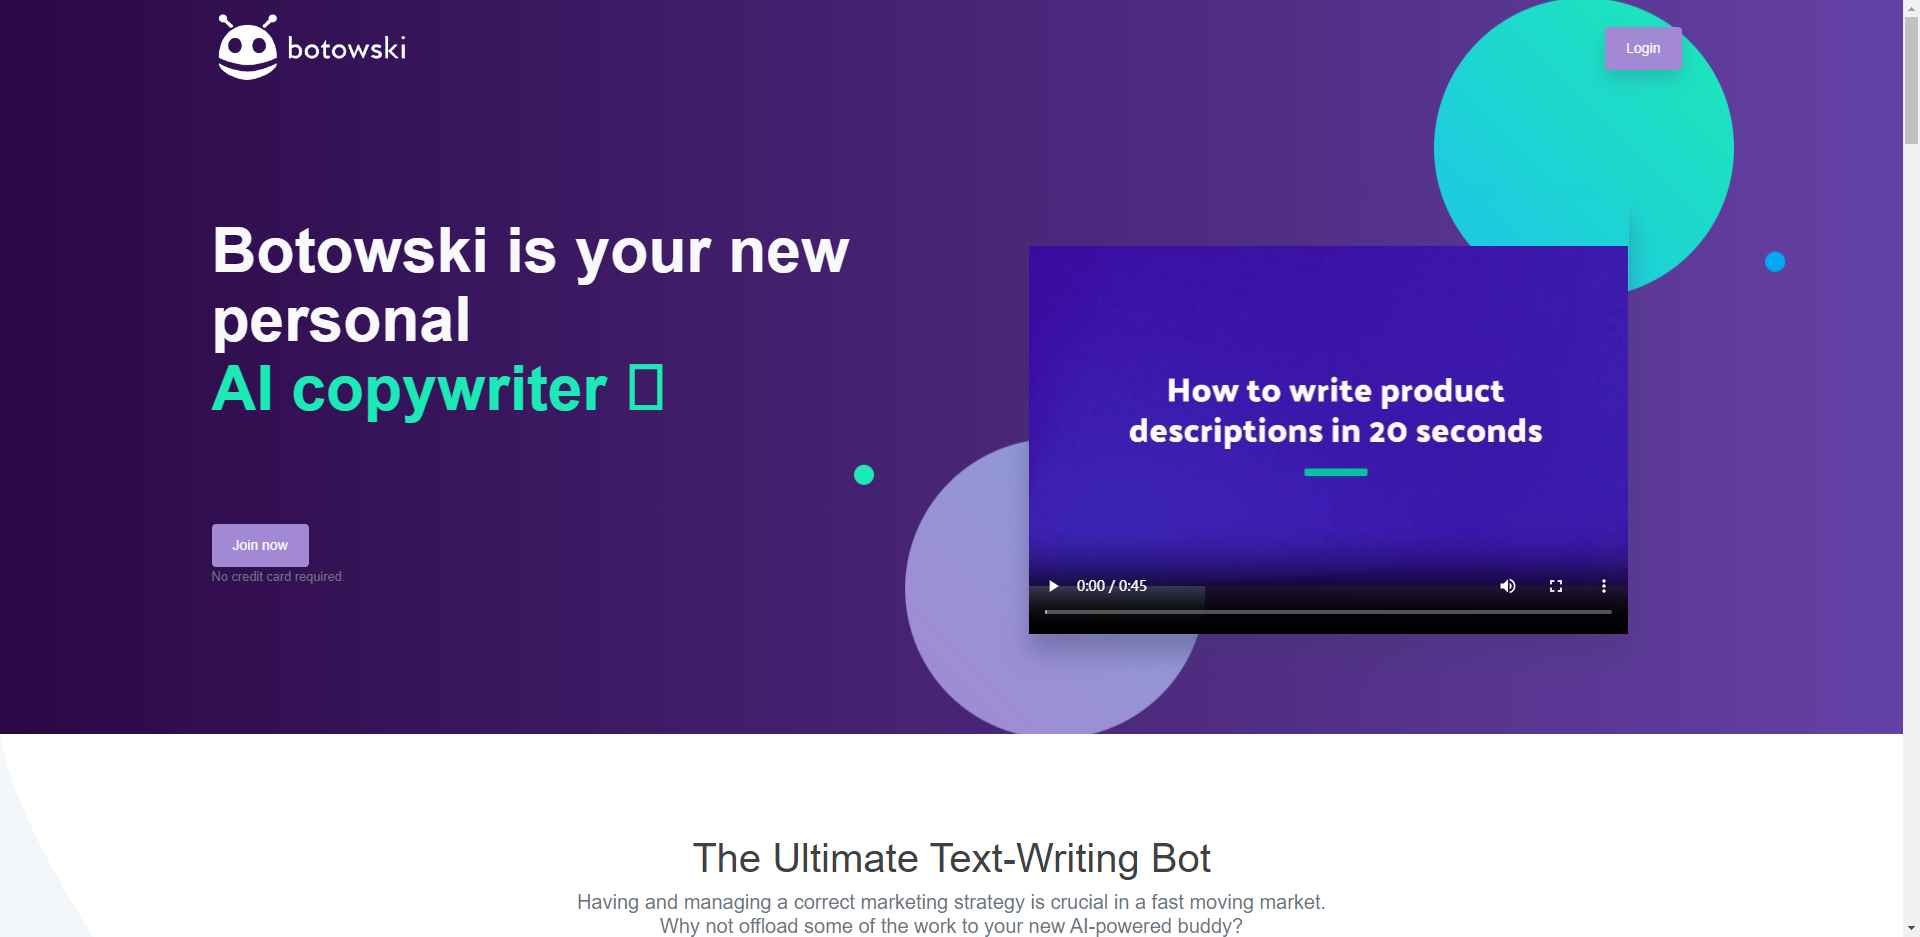 botowski
Login
Botowski is your new
personal
AI copywriter
How to write product
descriptions in 20 seconds
Join now
No credit card required.
0:00 / 0:45
The Ultimate Text-Writing Bot
Having and managing a correct marketing strategy is crucial in a fast moving market.
Why not offload some of the work to your new AI-powered buddy?